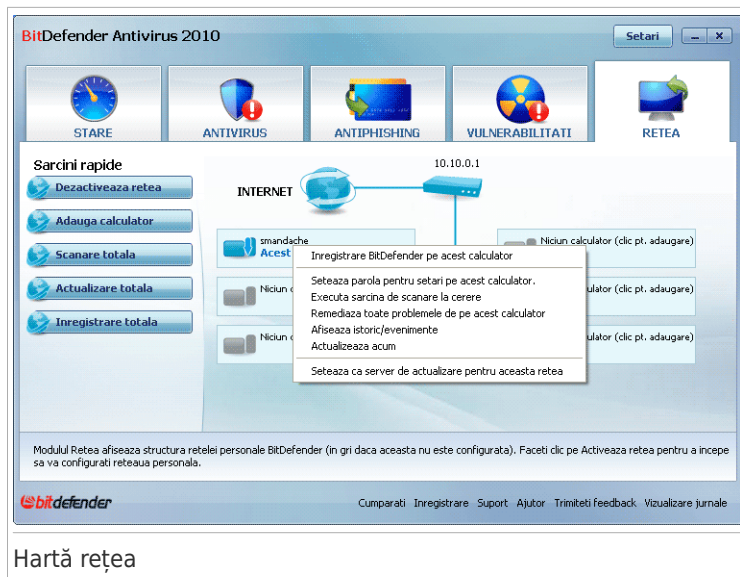 BitDefender Antivirus 2010
Setari
STARE
ANTIVIRUS
ANTIPHISHING
VULNERABILITATI
RETEA
Sarcini rapide
Dezactiveaza retea
Adauga calculator
Scanare totala
Actualizare totala
Inregistrare totala
INTERNET
10.10.0.1
smandache
Acest
Niciun calculator (clic pt. adaugare)
Niciun c
ulator (clic pt. adaugare)
Niciun c
ulator (clic pt. adaugare)
Inregistrare BitDefender pe acest calculator
Seteaza parola pentru setari pe acest calculator.
Executa sarcina de scanare la cerere
Remediaza toate problemele de pe acest calculator
Afiseaza istoric/evenimente
Actualizeaza acum
Seteaza ca server de actualizare pentru aceasta retea
Modulul Retea afiseaza structura retelei personale BitDefender (in gri daca aceasta nu este configurata). Faceti clic pe Activeaza retea pentru a incepe
sa va configurati reteaua personala.
bitdefender
Cumparati Inregistrare Suport Ajutor Trimiteti feedback Vizualizare jurnale
Hartă rețea